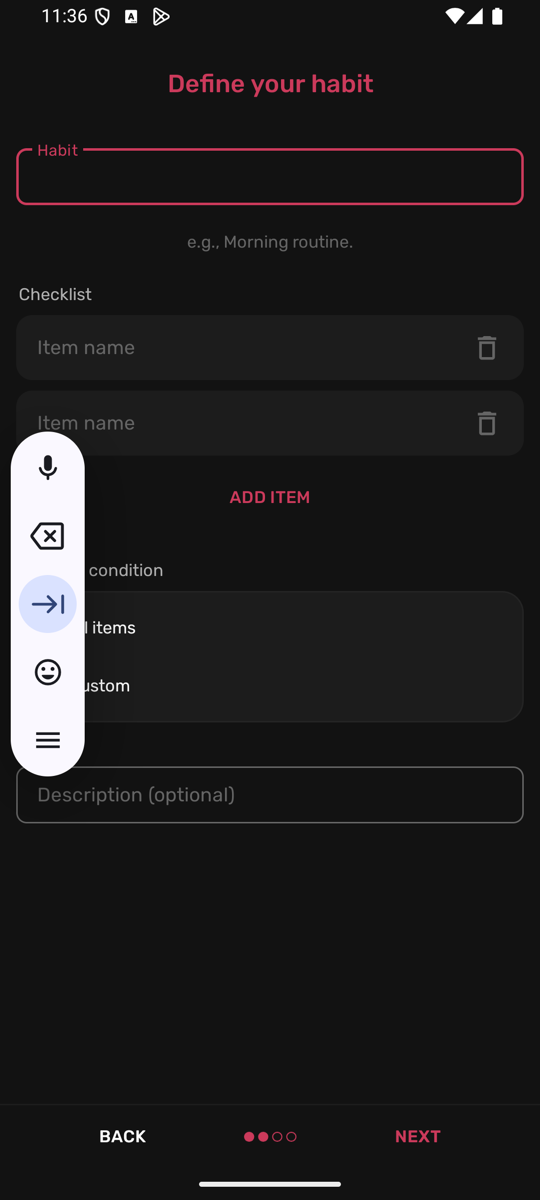 11:36
Define your habit
Habit
e.g., Morning routine.
Checklist
Item name
Item name
ADD ITEM
condition
items
Description (optional)
BACK
NEXT